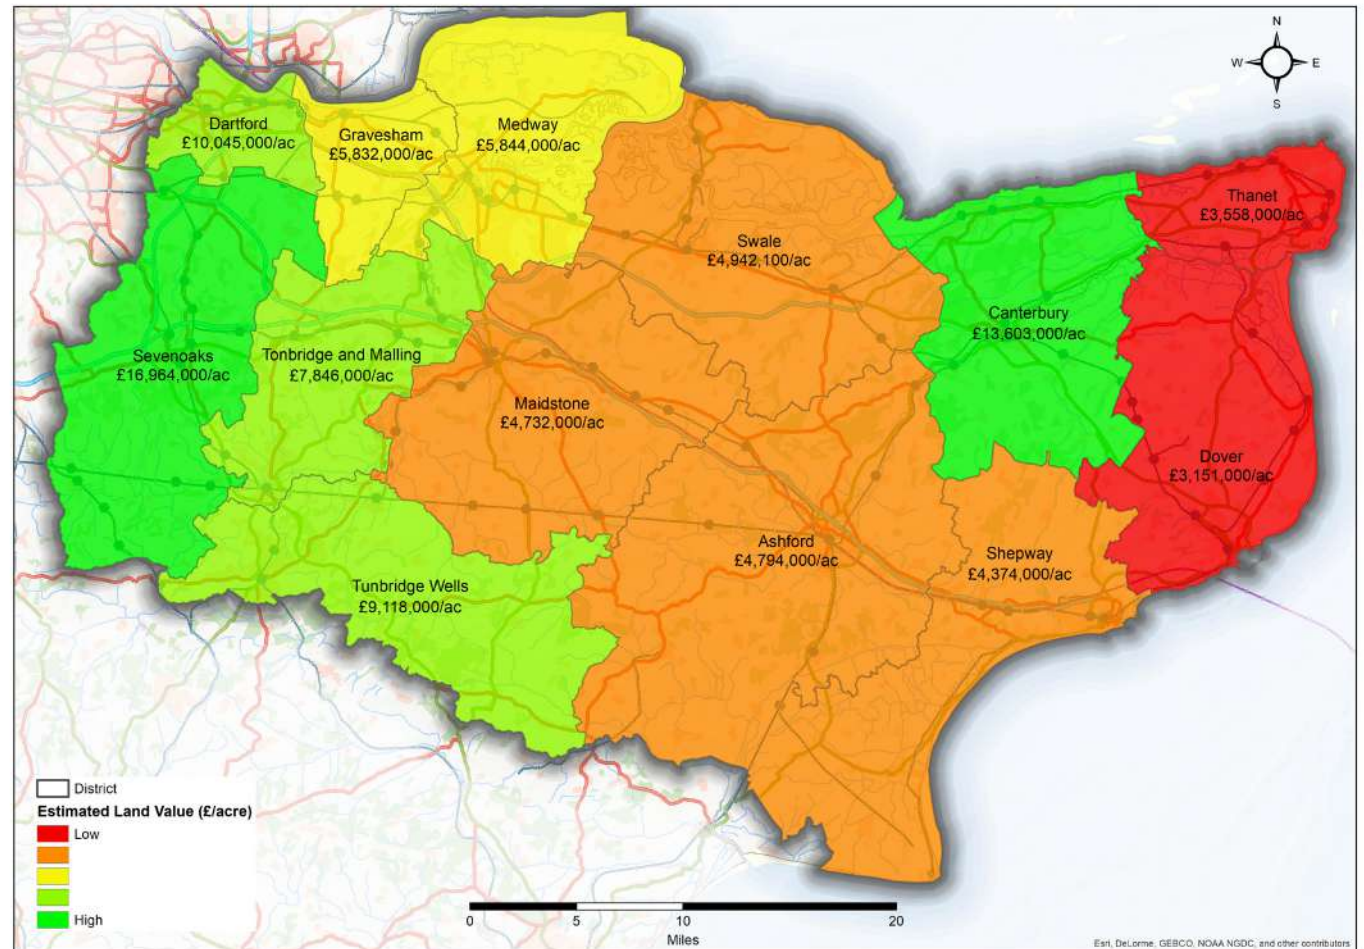 N
W E
S
Dartford
£10,045,000/ac
Gravesham
£5,832,000/ac
Medway
£5,844,000/ac
Thanet
£3,558,000/ac
Swale
£4,942,100/ac
Canterbury
£13,603,000/ac
Sevenoaks
£16,964,000/ac
Tonbridge and Malling
£7,846,000/ac
Maidstone
£4,732,000/ac
Dover
£3,151,000/ac
Ashford
£4,794,000/ac
Shepway
£4,374,000/ac
Tunbridge Wells
£9,118,000/ac
District
Estimated Land Value (£/acre)
Low
High
0 5 10 20
Miles
Esri, DeLorme, GEBCO, NOAA NGDC, and other contributors